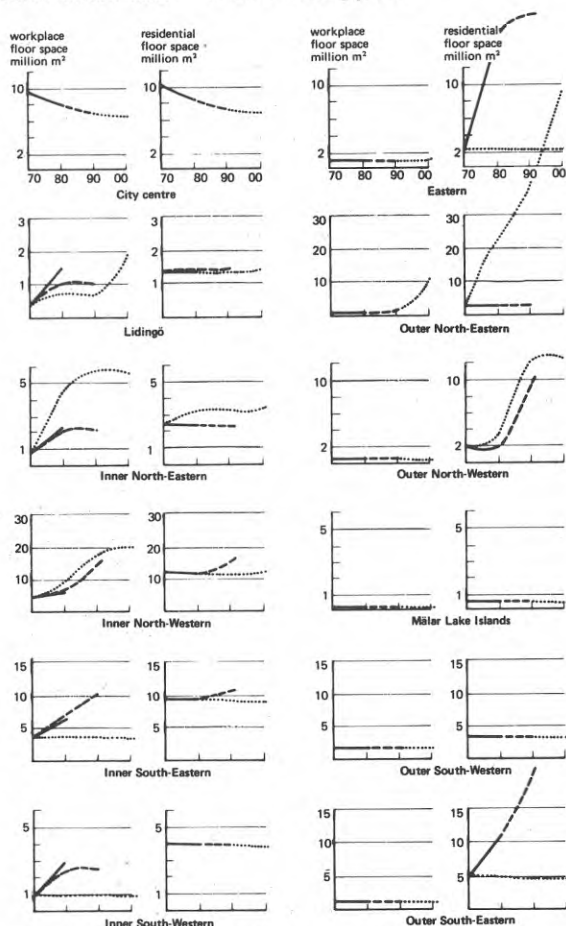 workplace
floor space
million m²
residential
floor space
million m²
workplace
floor space
million m²
residential
floor space
million m²
10
2
10
2
10
2
10
2
70 80 90 00
70 80 90 00
70 80 90 00
70 80 90 00
City centre
Eastern
3
2
1
3
2
1
30
20
10
30
20
10
Lidingö
Outer North-Eastern
5
1
5
1
10
2
10
2
Inner North-Eastern
Outer North-Western
30
20
10
30
20
10
5
1
5
1
Inner North-Western
Mälar Lake Islands
15
10
5
15
10
5
15
10
5
15
10
5
Inner South-Eastern
Outer South-Western
5
1
5
1
15
10
5
15
10
5
Inner South-Western
Outer South-Eastern